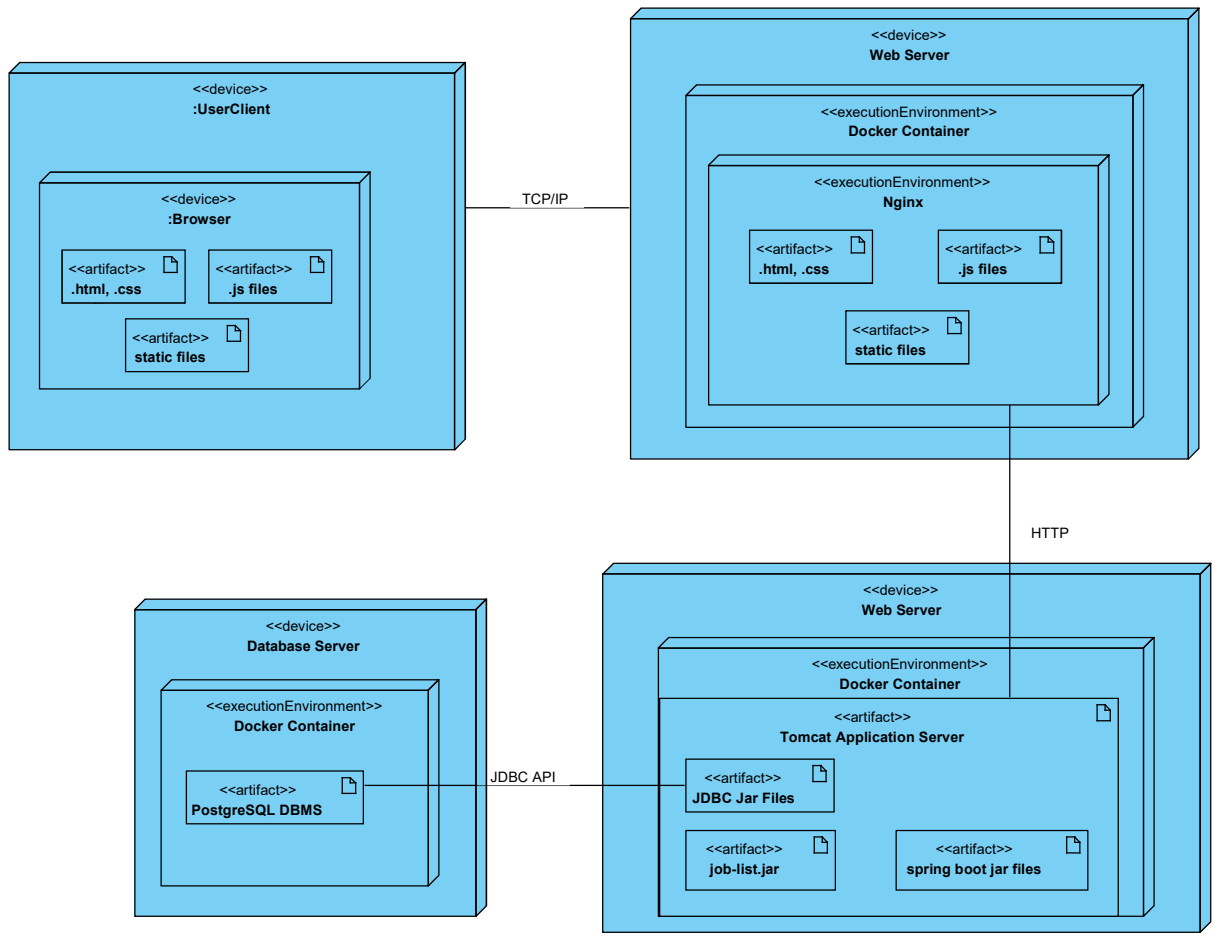 <<device>>
:UserClient
<<device>>
:Browser
<<artifact>>
.html, .css
<<artifact>>
.js files
<<artifact>>
static files
TCP/IP
<<device>>
Web Server
<<executionEnvironment>>
Docker Container
<<executionEnvironment>>
Nginx
<<artifact>>
.html, .css
<<artifact>>
.js files
<<artifact>>
static files
HTTP
<<device>>
Database Server
<<executionEnvironment>>
Docker Container
<<artifact>>
PostgreSQL DBMS
JDBC API
<<device>>
Web Server
<<executionEnvironment>>
Docker Container
<<artifact>>
Tomcat Application Server
<<artifact>>
JDBC Jar Files
<<artifact>>
job-list.jar
<<artifact>>
spring boot jar files